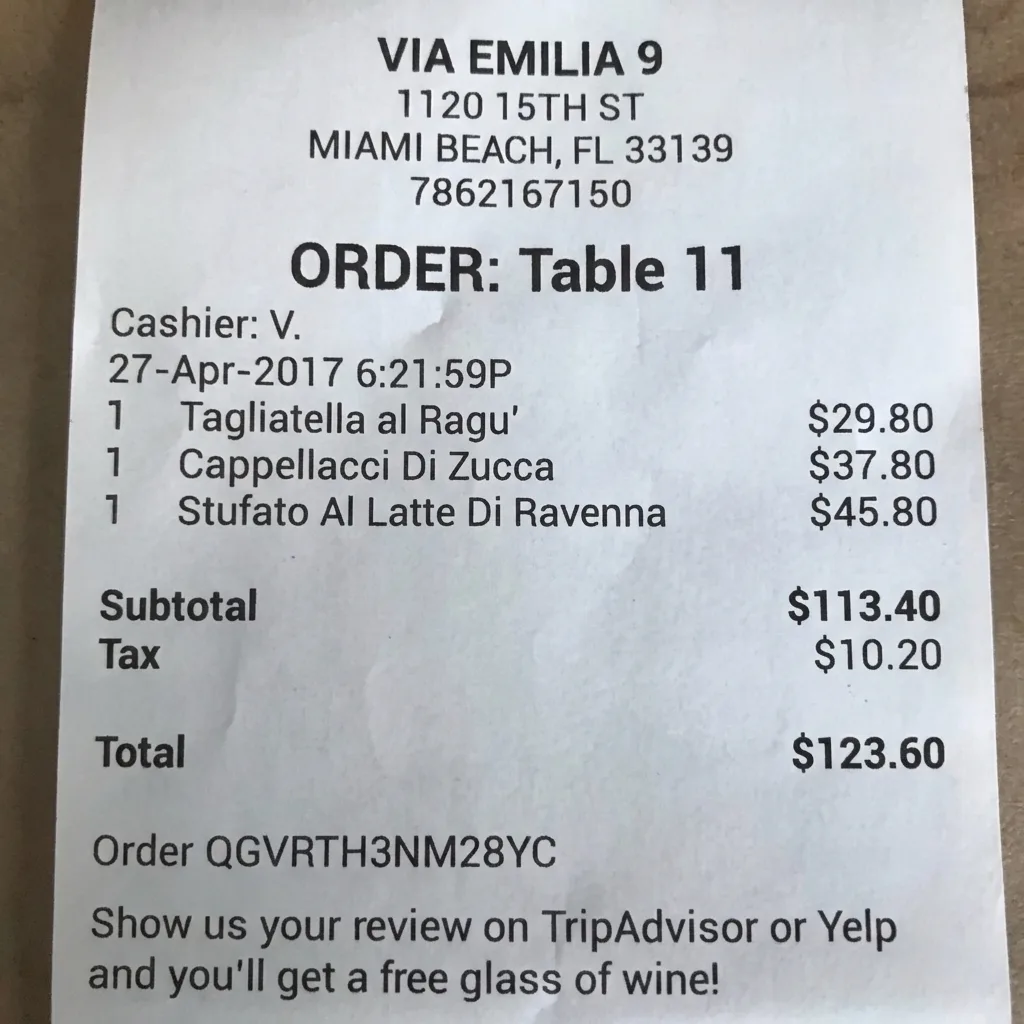 VIA EMILIA 9
1120 15TH ST
MIAMI BEACH, FL 33139
7862167150
ORDER: Table 11
Cashier: V.
27-Apr-2017 6:21:59P
1 Tagliatella al Ragu' $29.80
1 Cappellacci Di Zucca $37.80
1 Stufato Al Latte Di Ravenna $45.80
Subtotal $113.40
Tax $10.20
Total $123.60
Order QGVRTH3NM28YC
Show us your review on TripAdvisor or Yelp
and you'll get a free glass of wine!